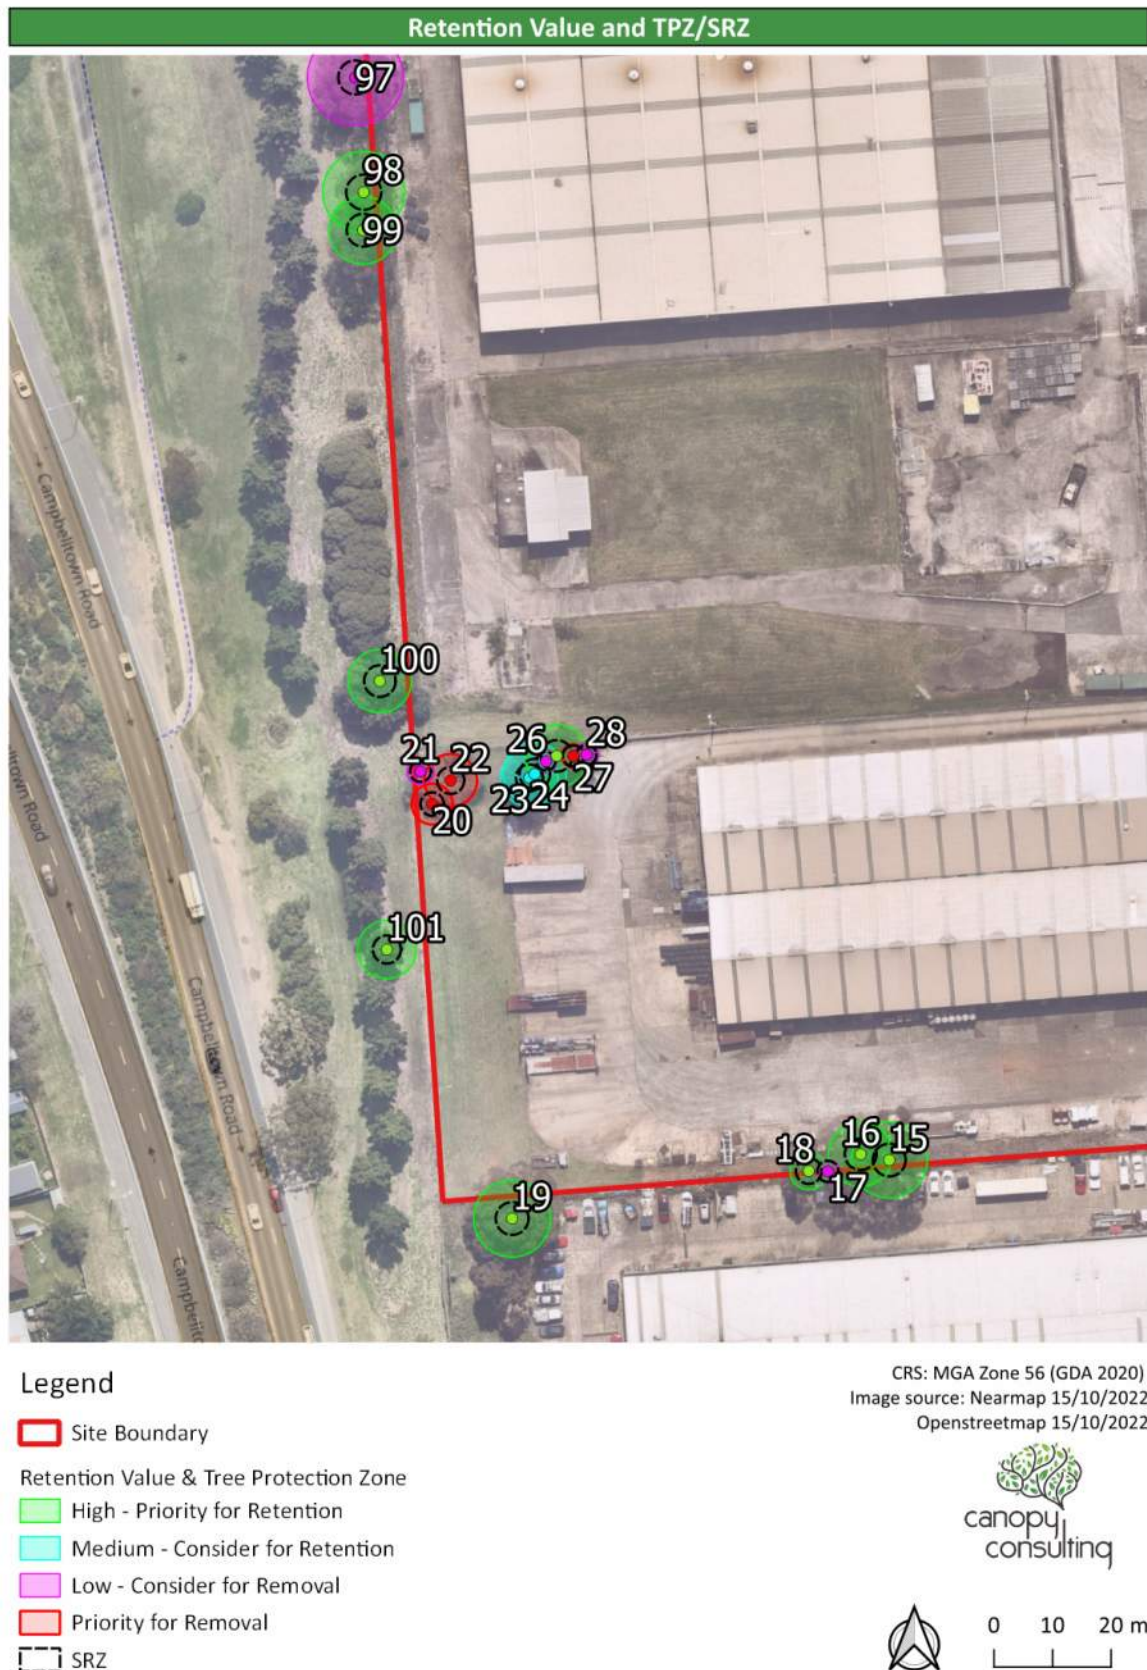 Retention Value and TPZ/SRZ
97
98
99
100
21
22
20
26
28
23
24
27
101
16
15
18
17
19
Campbelltown Road
Campbelltown Road
Legend
Site Boundary
Retention Value & Tree Protection Zone
High - Priority for Retention
Medium - Consider for Retention
Low - Consider for Removal
Priority for Removal
SRZ
CRS: MGA Zone 56 (GDA 2020)
Image source: Nearmap 15/10/2022
Openstreetmap 15/10/2022
canopy
consulting
0 10 20 m